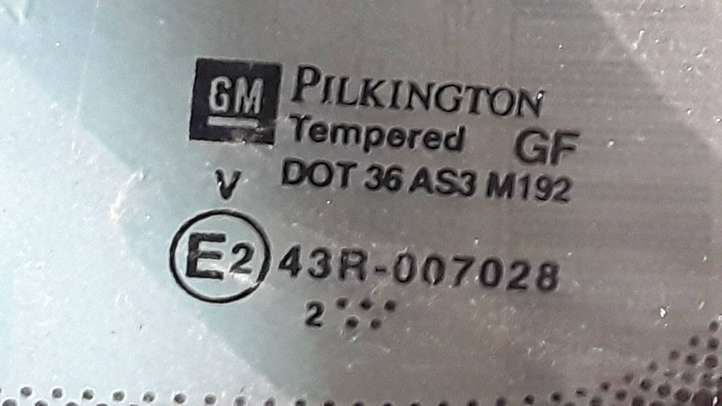 GM PILKINGTON
Tempered GF
V DOT 36 AS3 M192
E2 43R-007028
2